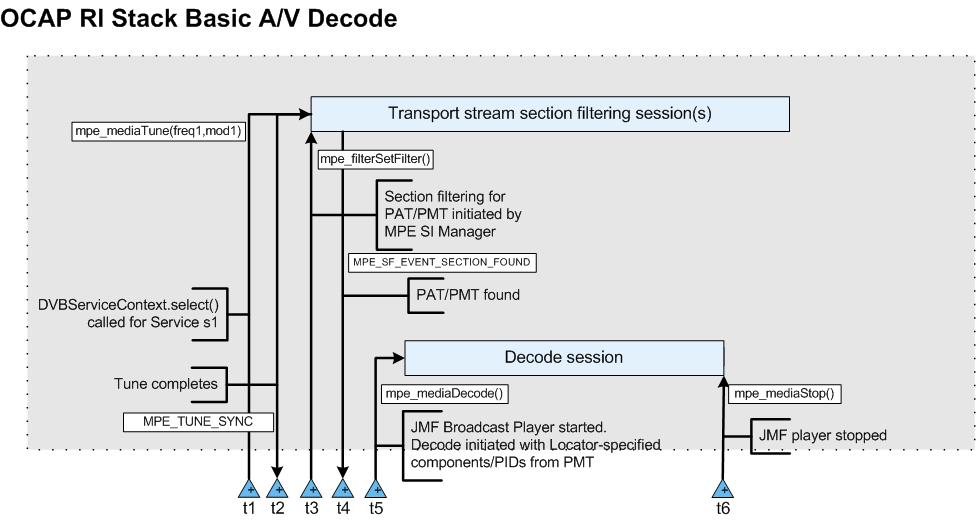 OCAP RI Stack Basic A/V Decode
Transport stream section filtering session(s)
mpe_mediaTune(freq1,mod1)
mpe_filterSetFilter()
Section filtering for
PAT/PMT initiated by
MPE SI Manager
MPE_SF_EVENT_SECTION_FOUND
PAT/PMT found
DVBServiceContext.select()
called for Service s1
Decode session
Tune completes
mpe_mediaDecode()
mpe_mediaStop()
MPE_TUNE_SYNC
JMF Broadcast Player started.
Decode initiated with Locator-specified
components/PIDs from PMT
JMF player stopped
+ + + + + +
t1 t2 t3 t4 t5 t6